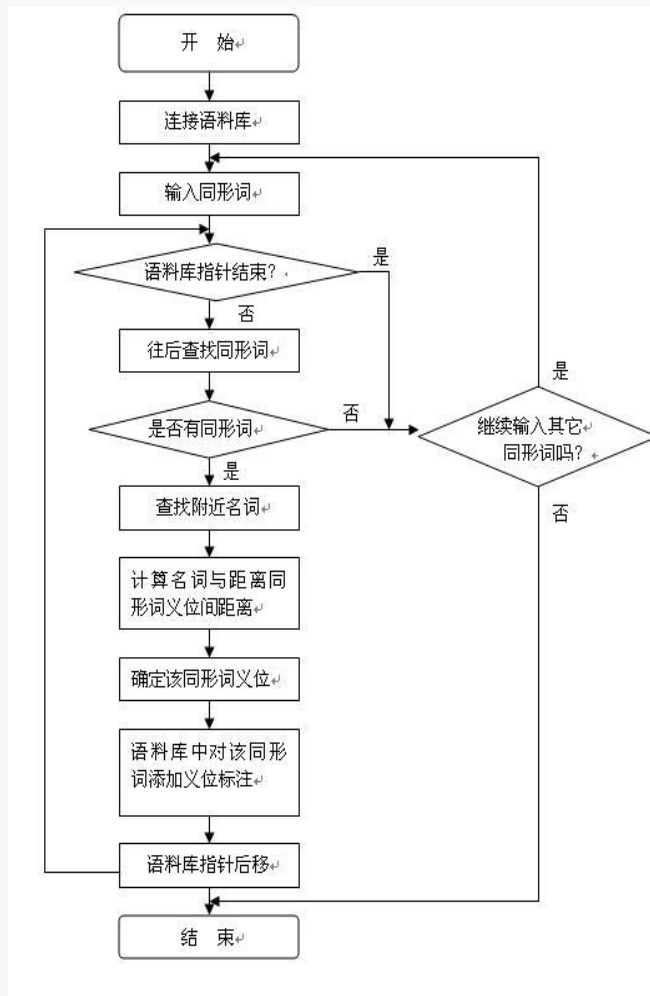 开 始
连接语料库
输入同形词
语料库指针结束？
是
否
往后查找同形词
是否有同形词
否
是
继续输入其它
同形词吗？
是
否
查找附近名词
计算名词与距离同
形词义位间距离
确定该同形词义位
语料库中对该同形
词添加义位标注
语料库指针后移
结 束